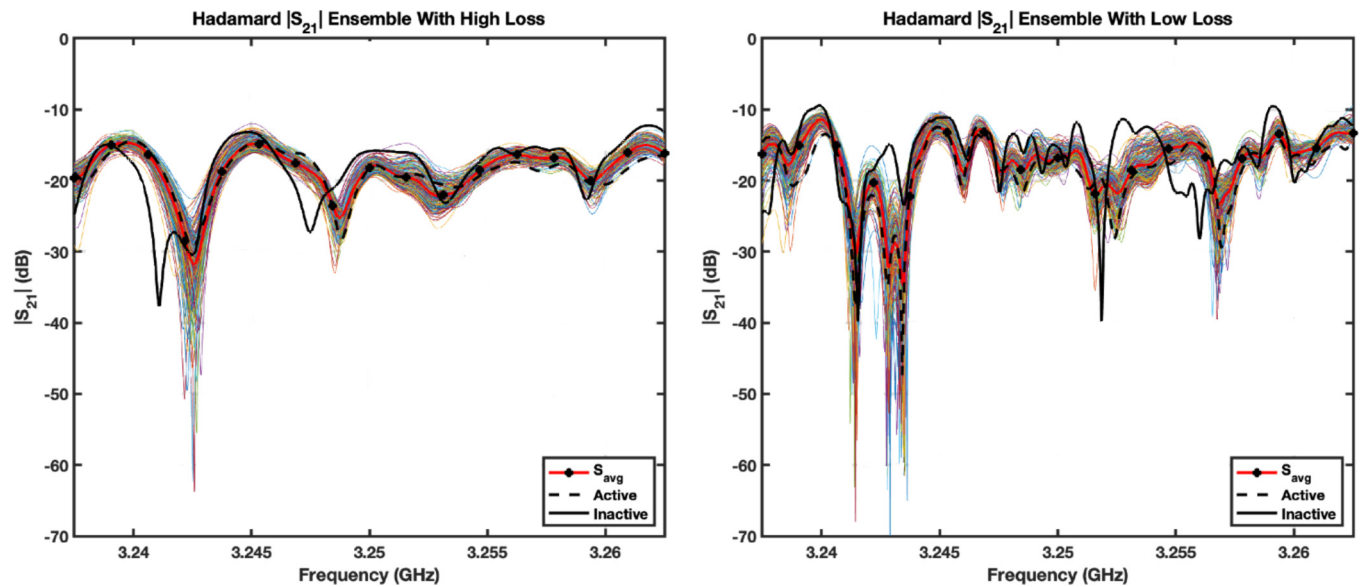 Hadamard |S21| Ensemble With High Loss
0
-10
-20
-30
-40
-50
-60
-70
|S21| (dB)
3.24
3.245
3.25
3.255
3.26
Frequency (GHz)
Savg
Active
Inactive
Hadamard |S21| Ensemble With Low Loss
0
-10
-20
-30
-40
-50
-60
-70
|S21| (dB)
3.24
3.245
3.25
3.255
3.26
Frequency (GHz)
Savg
Active
Inactive